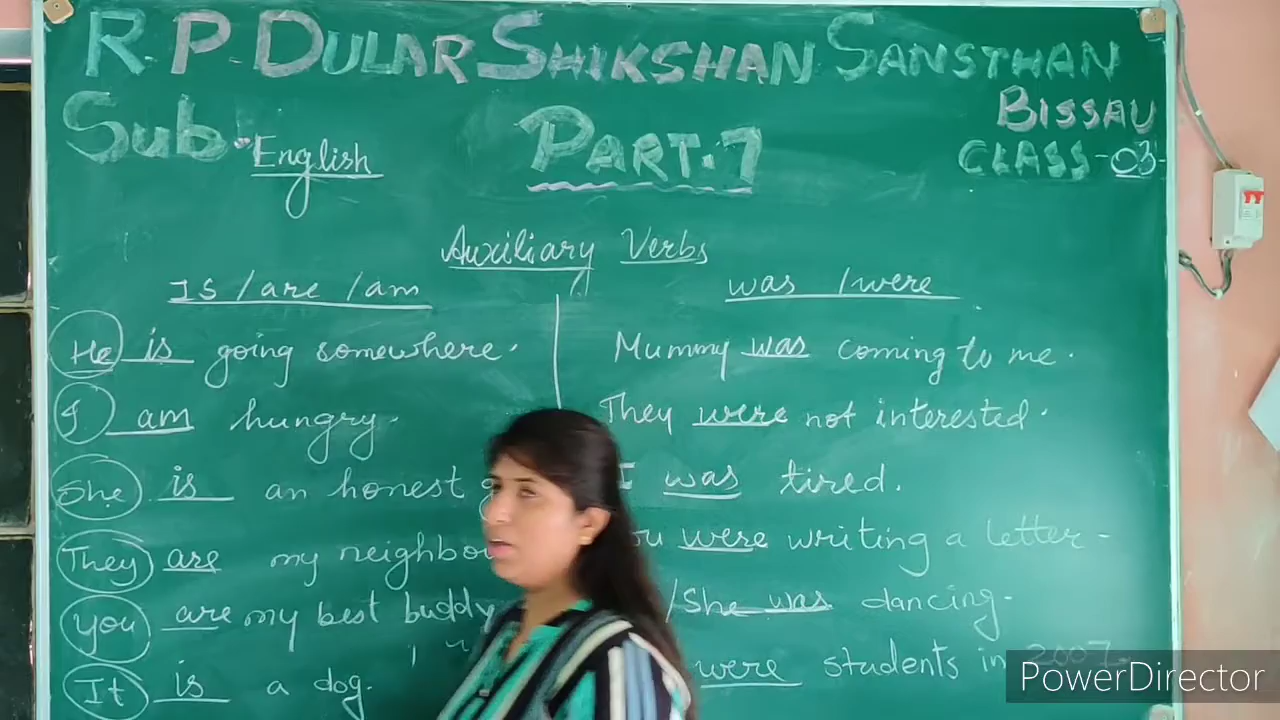 R.P. DULAR SHIKSHAN SANSTHAN
BISSAU
Sub. English
PART-7
CLASS-03
Auxiliary Verbs
Is / are / am
He is going somewhere.
I am hungry.
She is an honest
They are my
You are my best buddy
It is a dog.
was / were
Mummy was coming to me.
They were not interested.
I was tired.
were writing a letter-
/She was dancing.
were students in 2007.
PowerDirector